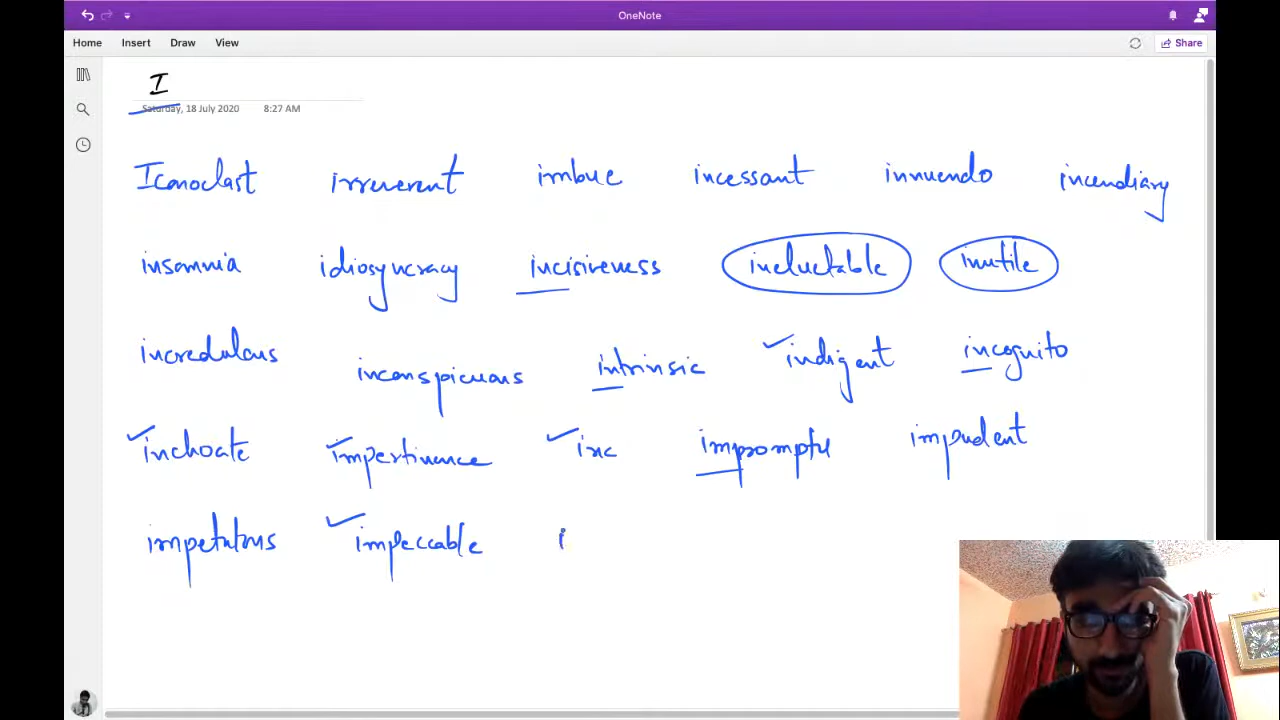 OneNote
Home Insert Draw View Share
I
Saturday, 18 July 2020 8:27 AM
Iconoclast irreverent imbue incessant innuendo incendiary
insomnia idiosyncracy incisiveness ineluctable inutile
incredulous inconspicuous intrinsic indigent incognito
inchoate impertinence inc impromptu impudent
impetutous impeccable i